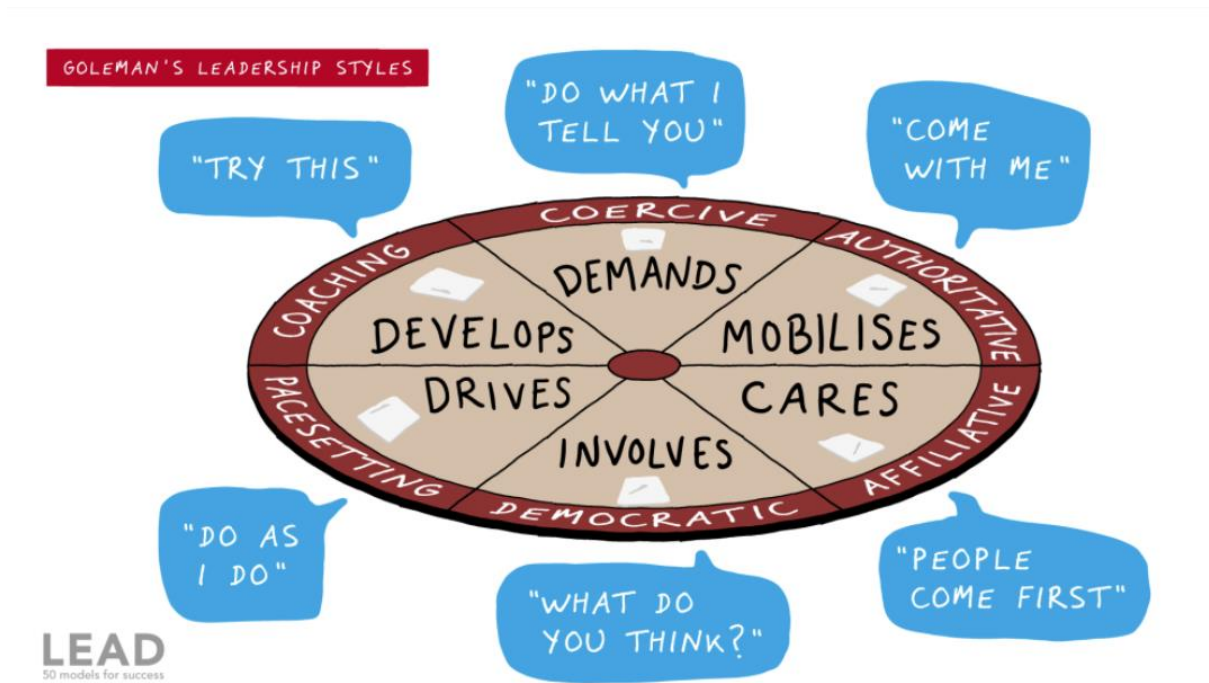 GOLEMAN'S LEADERSHIP STYLES
"DO WHAT I
TELL YOU"
"COME
WITH ME"
"TRY THIS"
COERCIVE
AUTHORITATIVE
COACHING
DEMANDS
DEVELOPS
MOBILISES
DRIVES
CARES
INVOLVES
PACESETTING
DEMOCRATIC
AFFILIATIVE
"DO AS
I DO"
"WHAT DO
YOU THINK?"
"PEOPLE
COME FIRST"
LEAD
50 models for success